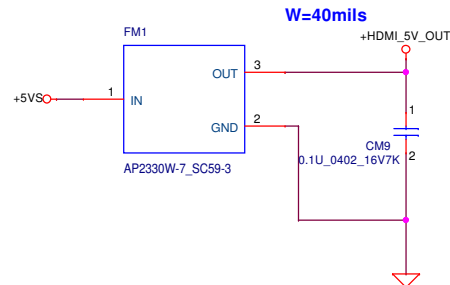 W=40mils
FM1
+HDMI_5V_OUT
OUT
3
+5VS
1
IN
GND
2
1
CM9
0.1U_0402_16V7K
2
AP2330W-7_SC59-3